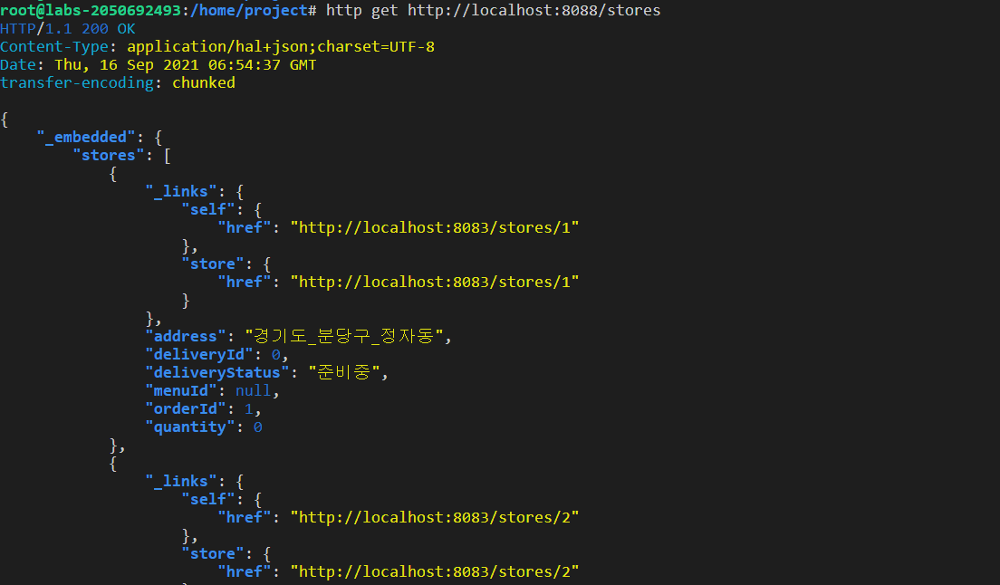 root@labs-2050692493:/home/project# http get http://localhost:8088/stores
HTTP/1.1 200 OK
Content-Type: application/hal+json;charset=UTF-8
Date: Thu, 16 Sep 2021 06:54:37 GMT
transfer-encoding: chunked

{
    "_embedded": {
        "stores": [
            {
                "_links": {
                    "self": {
                        "href": "http://localhost:8083/stores/1"
                    },
                    "store": {
                        "href": "http://localhost:8083/stores/1"
                    }
                },
                "address": "경기도_분당구_정자동",
                "deliveryId": 0,
                "deliveryStatus": "준비중",
                "menuId": null,
                "orderId": 1,
                "quantity": 0
            },
            {
                "_links": {
                    "self": {
                        "href": "http://localhost:8083/stores/2"
                    },
                    "store": {
                        "href": "http://localhost:8083/stores/2"